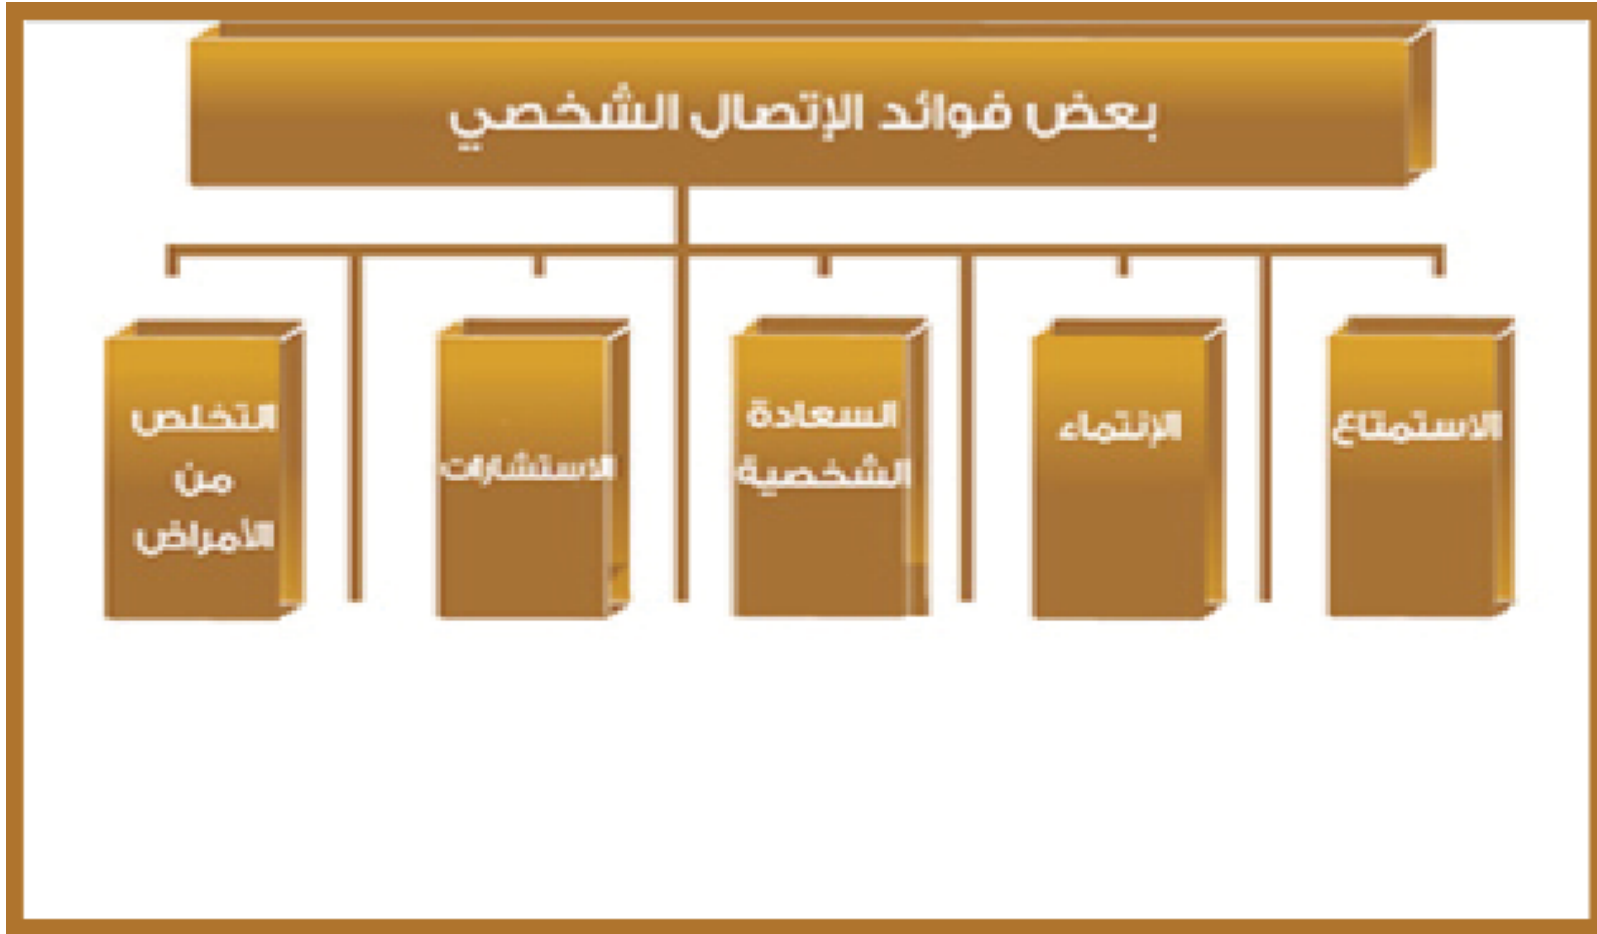 بعض فوائد الإتصال الشخصي
الاستمتاع
الإنتماء
السعادة
الشخصية
الاستشارات
التخلص
من
الأمراض